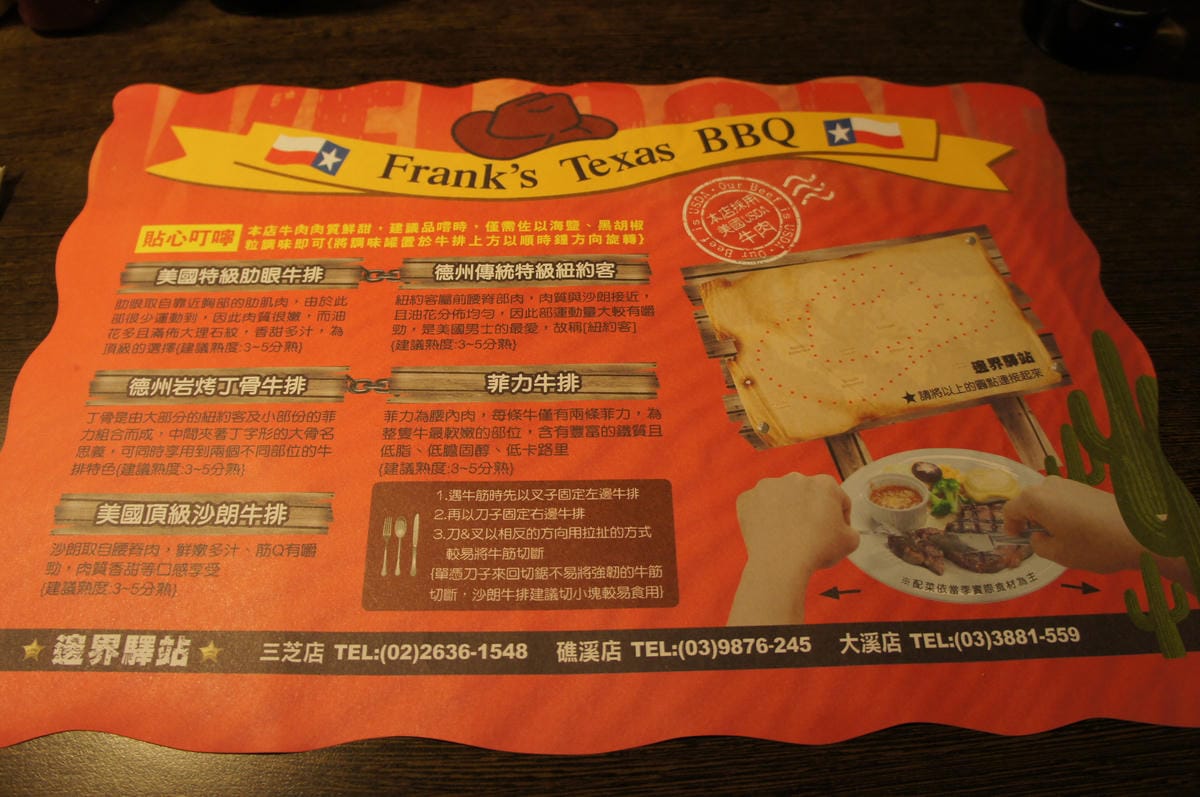 WELCOME
Frank's Texas BBQ
Our Beef is USDA
本店採用
美國USDA
牛肉
貼心叮嚀
本店牛肉肉質鮮甜，建議品嚐時，僅需佐以海鹽、黑胡椒
粒調味即可{將調味罐置於牛排上方以順時鐘方向旋轉}
美國特級肋眼牛排
肋眼取自靠近胸部的肋肌肉，由於此
部很少運動到，因此肉質很嫩，而油
花多且滿佈大理石紋，香甜多汁，為
頂級的選擇{建議熟度:3~5分熟}
德州傳統特級紐約客
紐約客屬前腰脊部肉，肉質與沙朗接近，
且油花分佈均勻，因此部運動量大較有嚼
勁，是美國男士的最愛，故稱[紐約客]
{建議熟度:3~5分熟}
德州岩烤丁骨牛排
丁骨是由大部分的紐約客及小部份的菲
力組合而成，中間夾著丁字形的大骨名
思義，可同時享用到兩個不同部位的牛
排特色{建議熟度:3~5分熟}
菲力牛排
菲力為腰內肉，每條牛僅有兩條菲力，為
整隻牛最軟嫩的部位，含有豐富的鐵質且
低脂、低膽固醇、低卡路里
{建議熟度:3~5分熟}
美國頂級沙朗牛排
沙朗取自腰脊肉，鮮嫩多汁、筋Q有嚼
勁，肉質香甜等口感享受
{建議熟度:3~5分熟}
1.遇牛筋時先以叉子固定左邊牛排
2.再以刀子固定右邊牛排
3.刀&叉以相反的方向用拉扯的方式
較易將牛筋切斷
{單憑刀子來回切鋸不易將強韌的牛筋
切斷，沙朗牛排建議切小塊較易食用}
邊界驛站
★請將以上的圓點連接起來
※配菜依當季實際食材為主
邊界驛站 三芝店 TEL:(02)2636-1548 礁溪店 TEL:(03)9876-245 大溪店 TEL:(03)3881-559